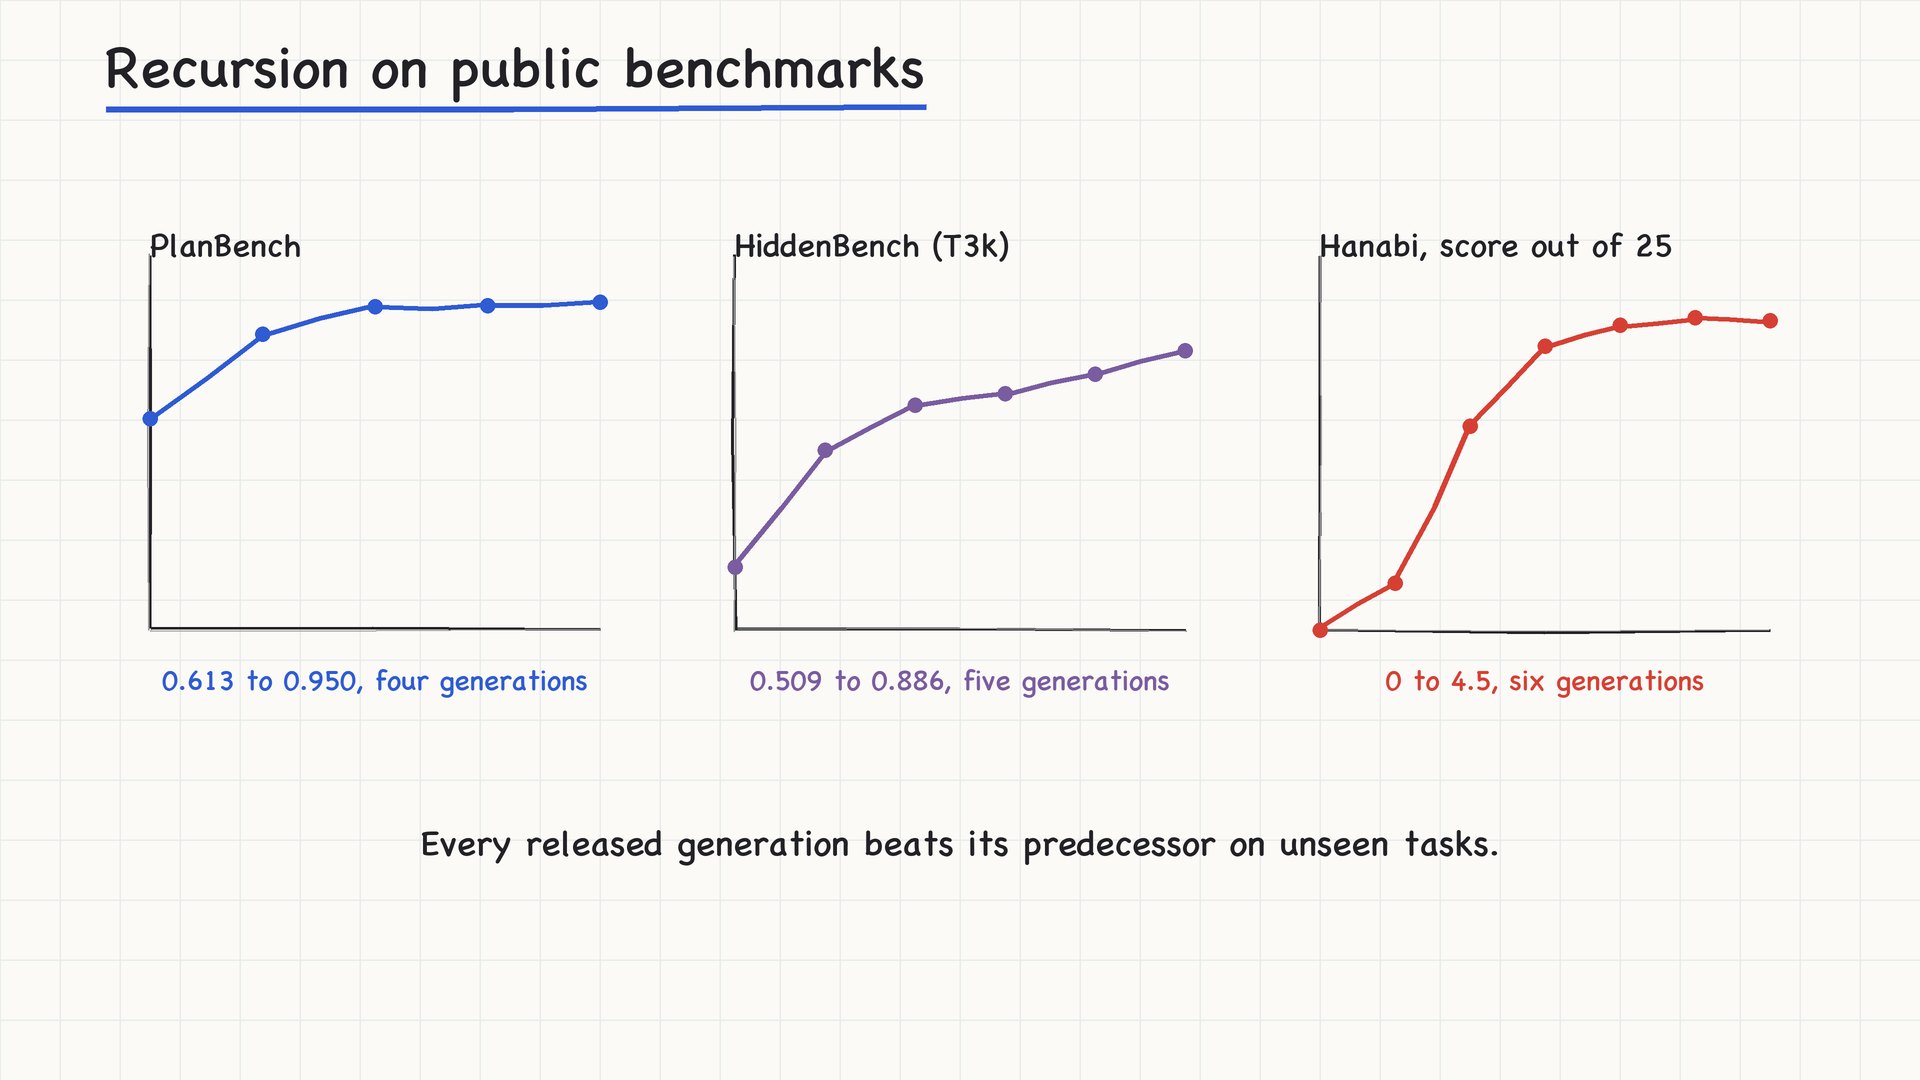 Recursion on public benchmarks
PlanBench
HiddenBench (T3k)
Hanabi, score out of 25
0.613 to 0.950, four generations
0.509 to 0.886, five generations
0 to 4.5, six generations
Every released generation beats its predecessor on unseen tasks.